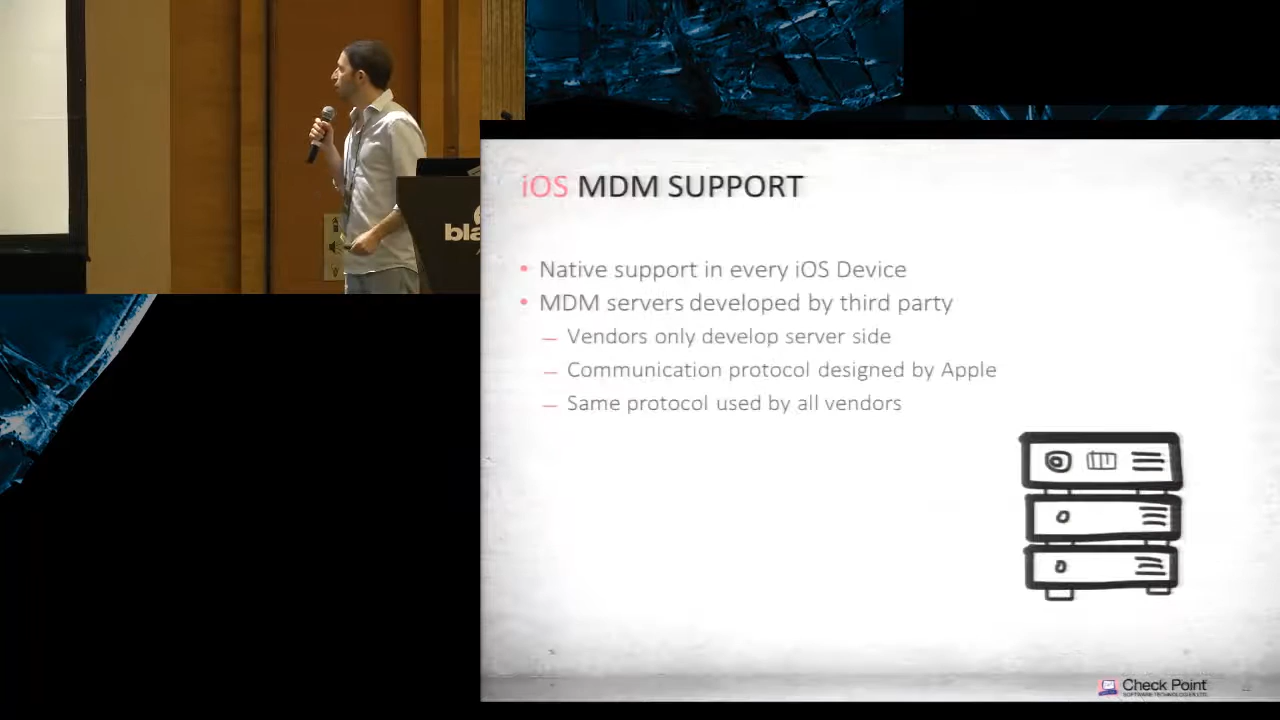 iOS MDM SUPPORT
• Native support in every iOS Device
• MDM servers developed by third party
– Vendors only develop server side
– Communication protocol designed by Apple
– Same protocol used by all vendors
Check Point
SOFTWARE TECHNOLOGIES LTD.
bla